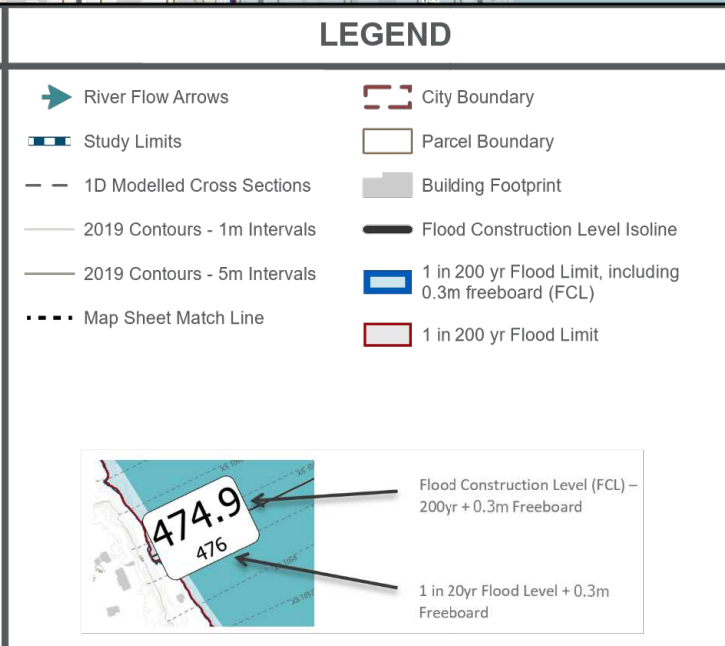 LEGEND
River Flow Arrows
Study Limits
1D Modelled Cross Sections
2019 Contours - 1m Intervals
2019 Contours - 5m Intervals
Map Sheet Match Line
City Boundary
Parcel Boundary
Building Footprint
Flood Construction Level Isoline
1 in 200 yr Flood Limit, including
0.3m freeboard (FCL)
1 in 200 yr Flood Limit
474.9
476
Flood Construction Level (FCL) –
200yr + 0.3m Freeboard
1 in 20yr Flood Level + 0.3m
Freeboard